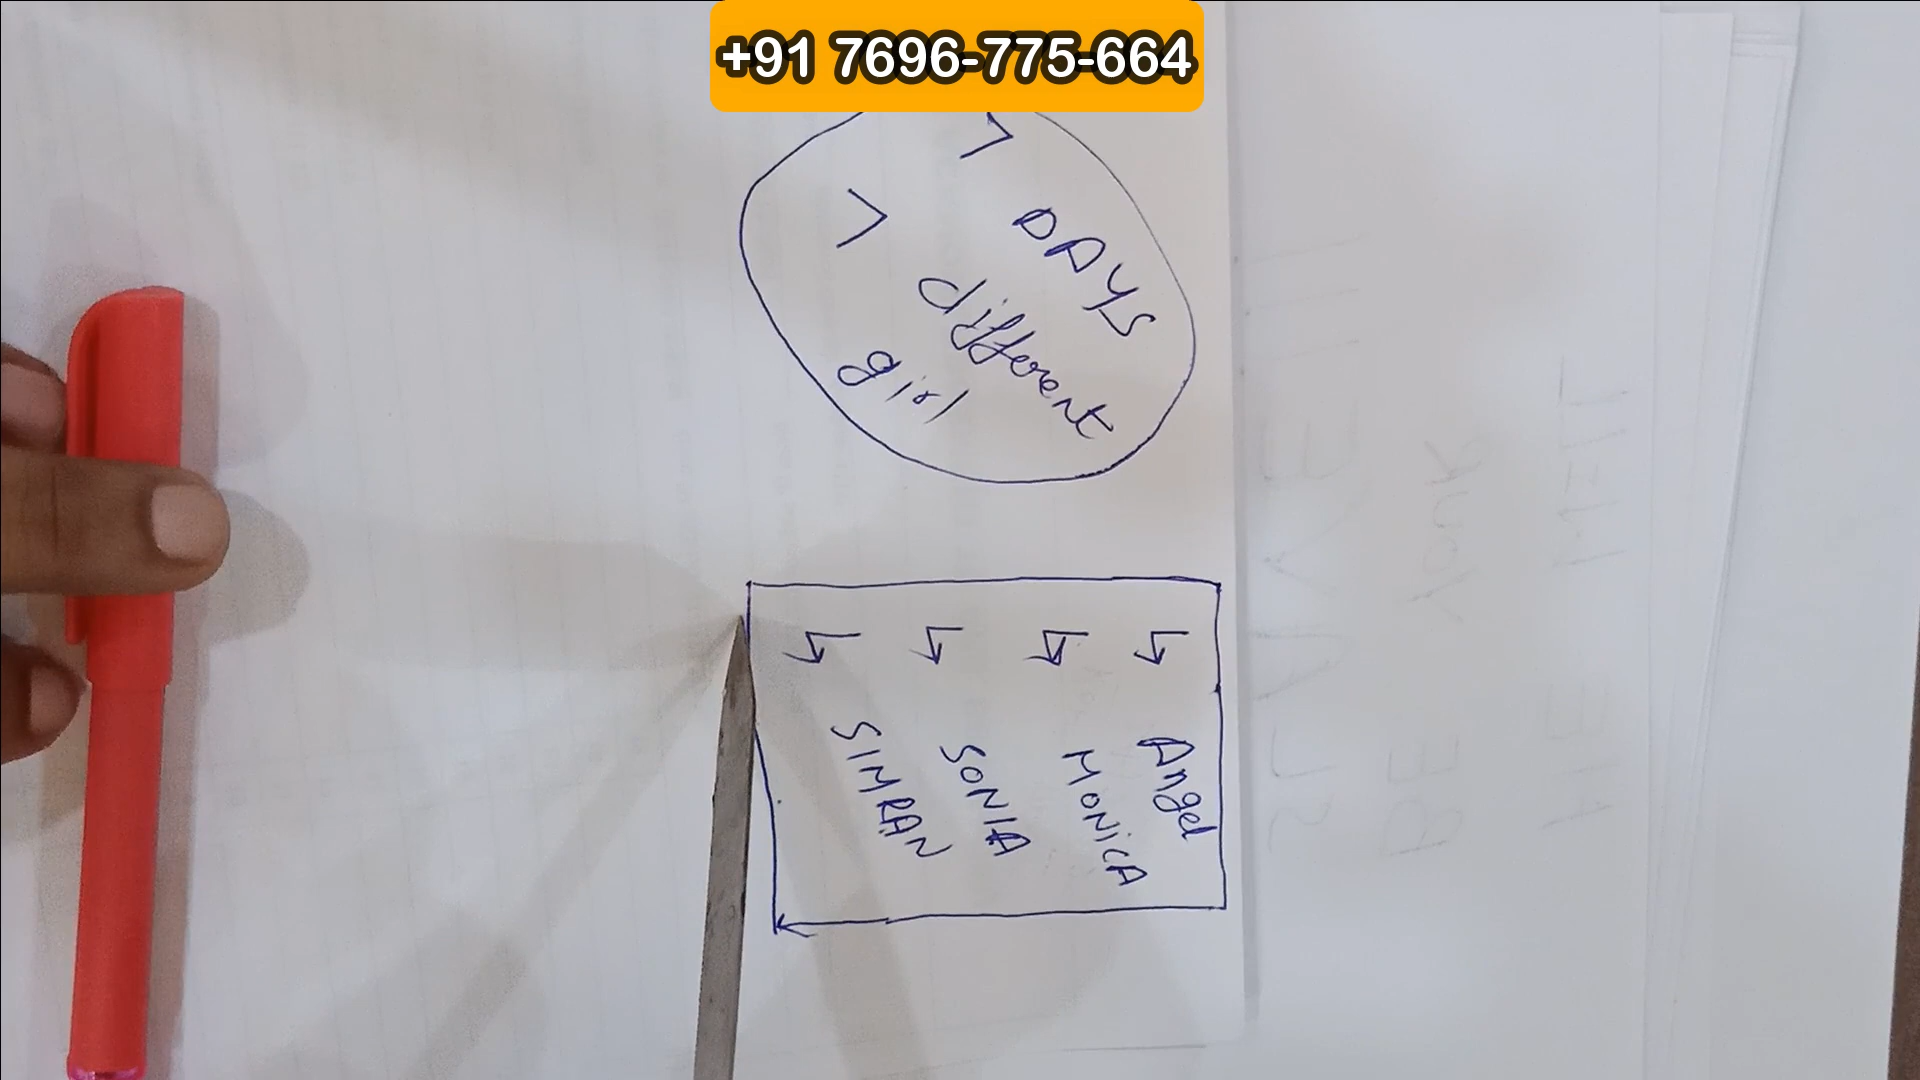 +91 7696-775-664
7 DAYS
7 different
girl
Angel
MONICA
SONIA
SIMRAN